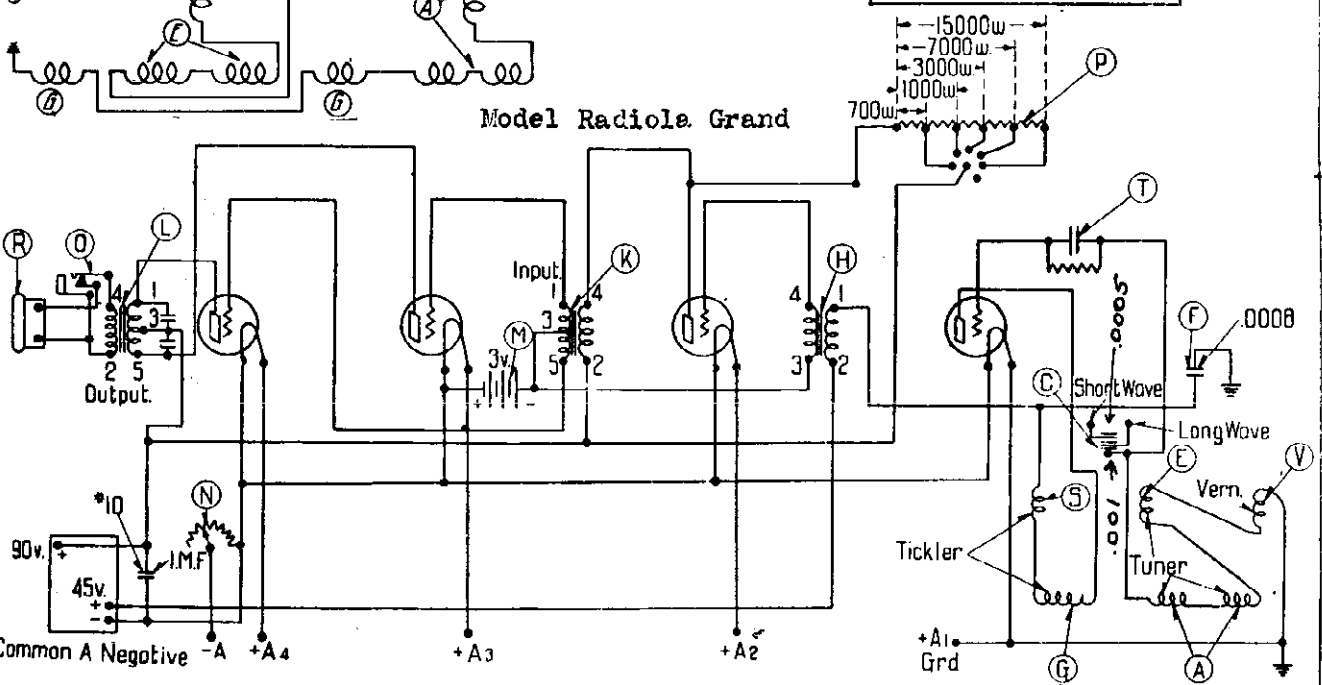 E
A
G
G
Model Radiola Grand
-15000w
-7000w
3000w
1000w
700w
P
T
R
O
L
4 1
3
2 5
Output.
Input
1 4
3
5 2
K
M
3v.
+ -
4 1
3 2
H
.0005
F
.0008
C
Short Wave
Long Wave
E
V
Vern.
.001
S
Tickler
Tuner
G
A
*10
N
90v.
+
1.M.F
45v.
+
-
Common A Negative
-A
+A4
+A3
+A2
+A1
Grd